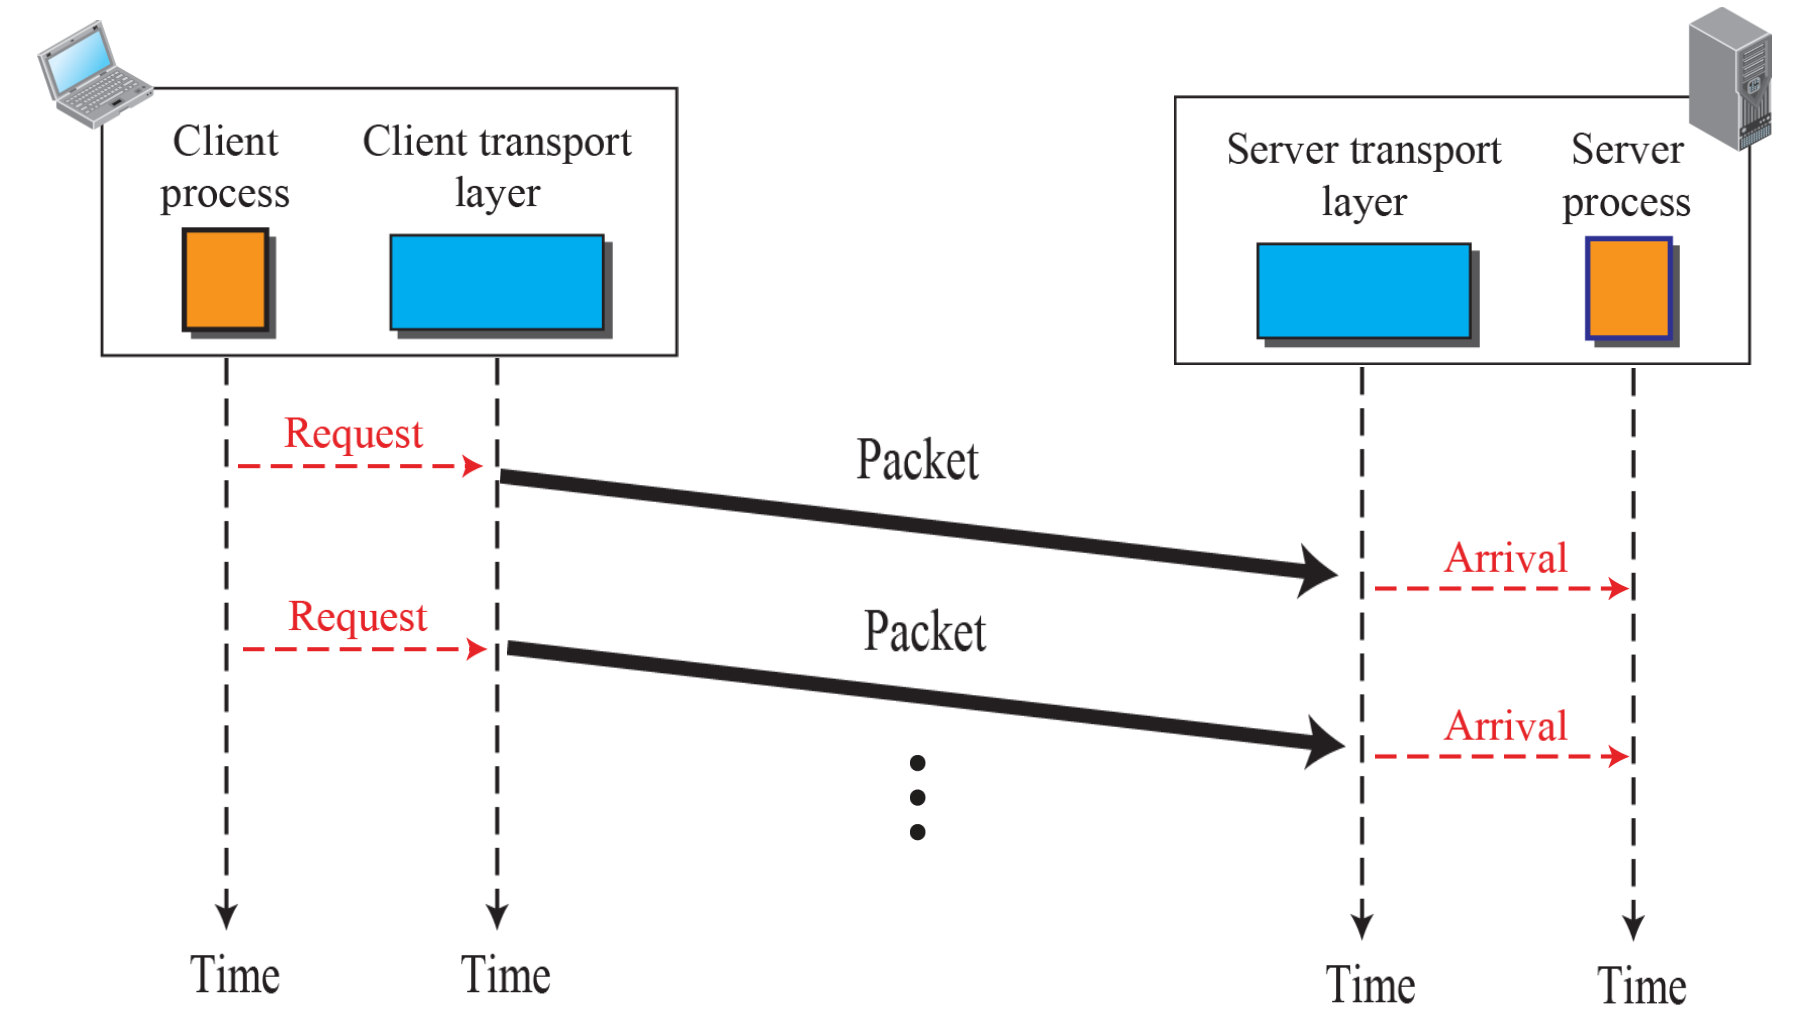 Client
process
Client transport
layer
Server transport
layer
Server
process
Request
Packet
Arrival
Request
Packet
Arrival
Time
Time
Time
Time